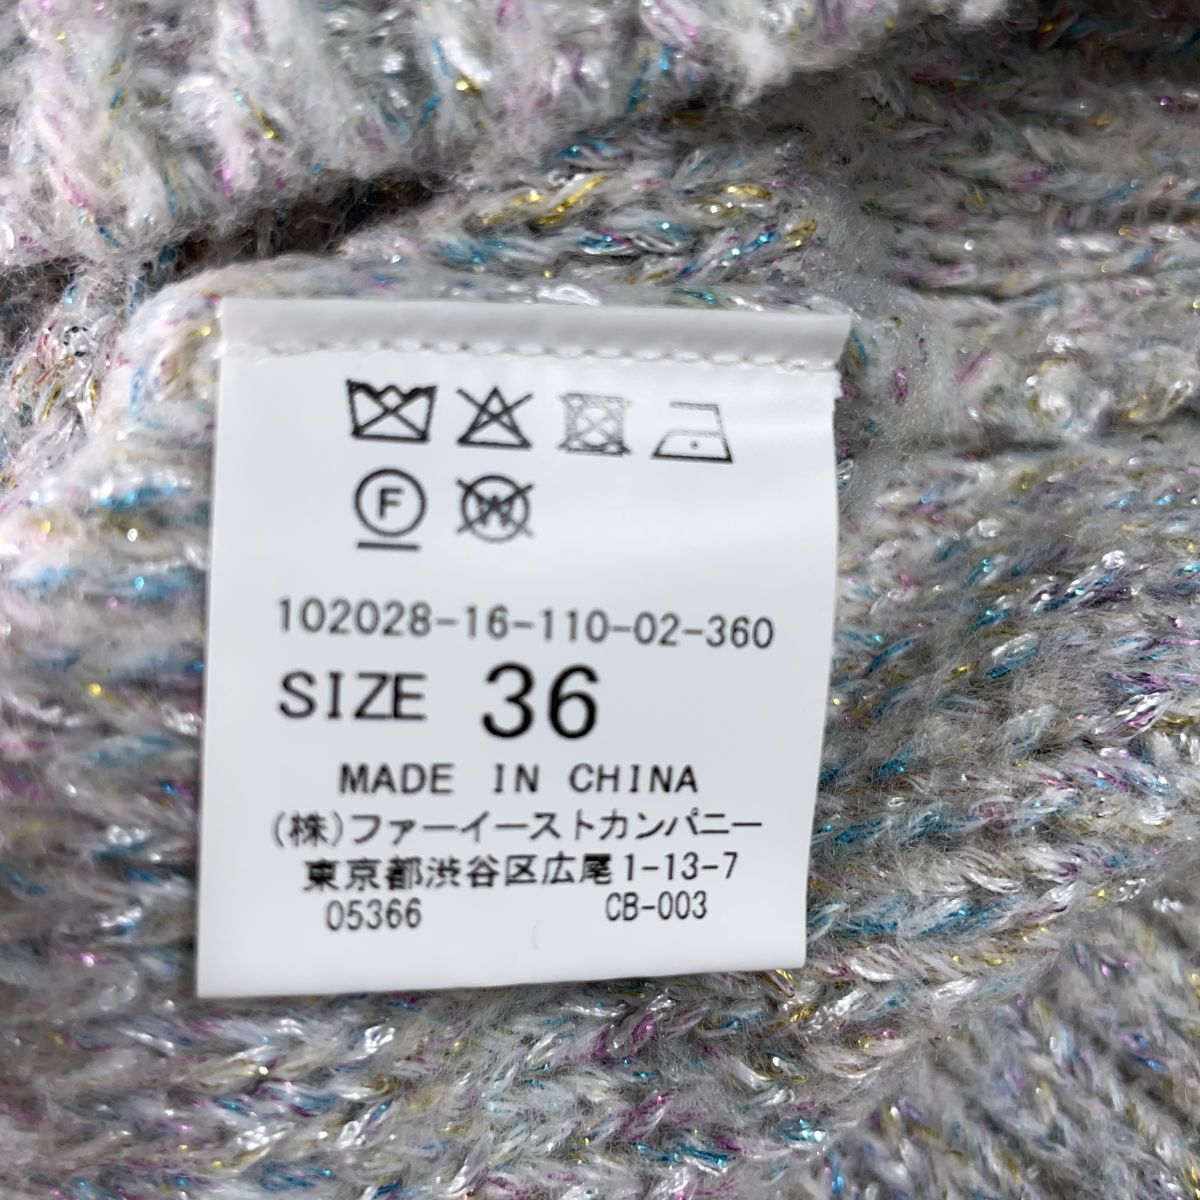 F W
102028-16-110-02-360
SIZE 36
MADE IN CHINA
(株)ファーイーストカンパニー
東京都渋谷区広尾1-13-7
05366 CB-003